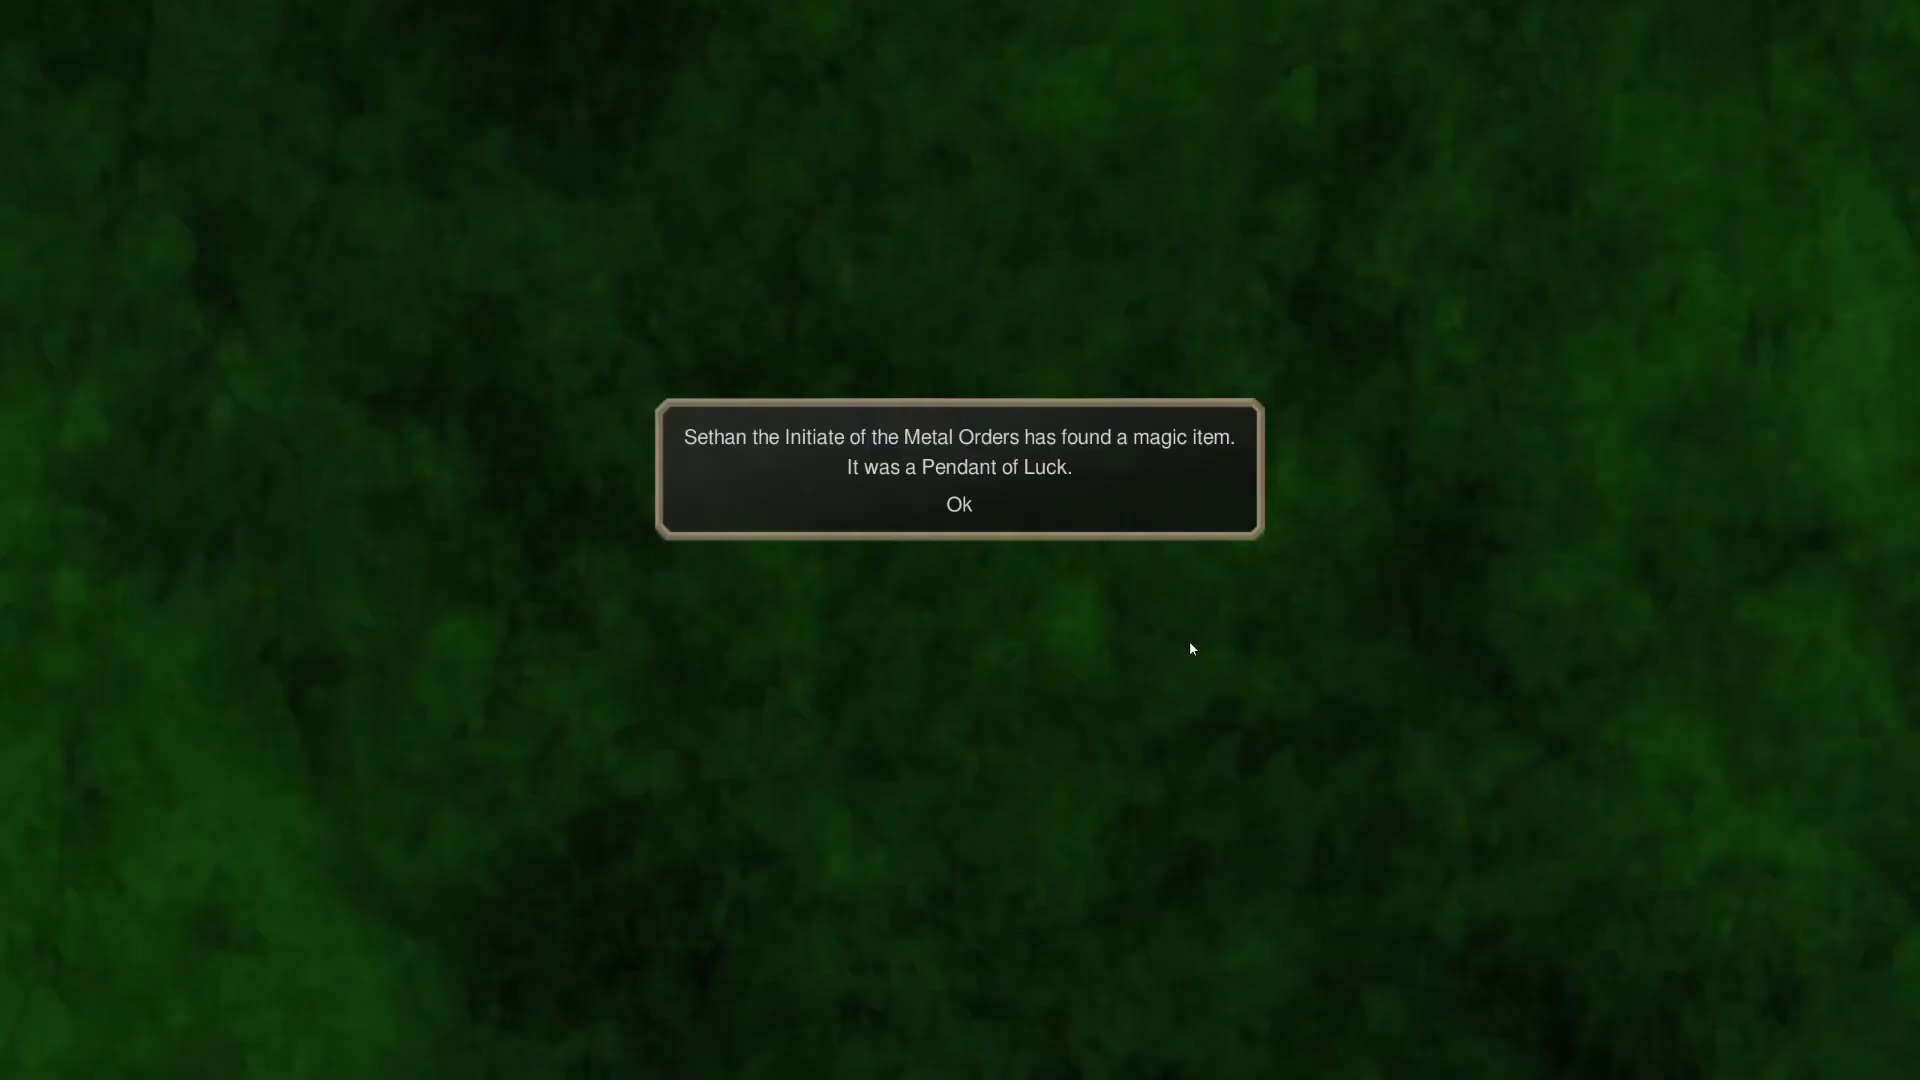 Sethan the Initiate of the Metal Orders has found a magic item.
It was a Pendant of Luck.
Ok